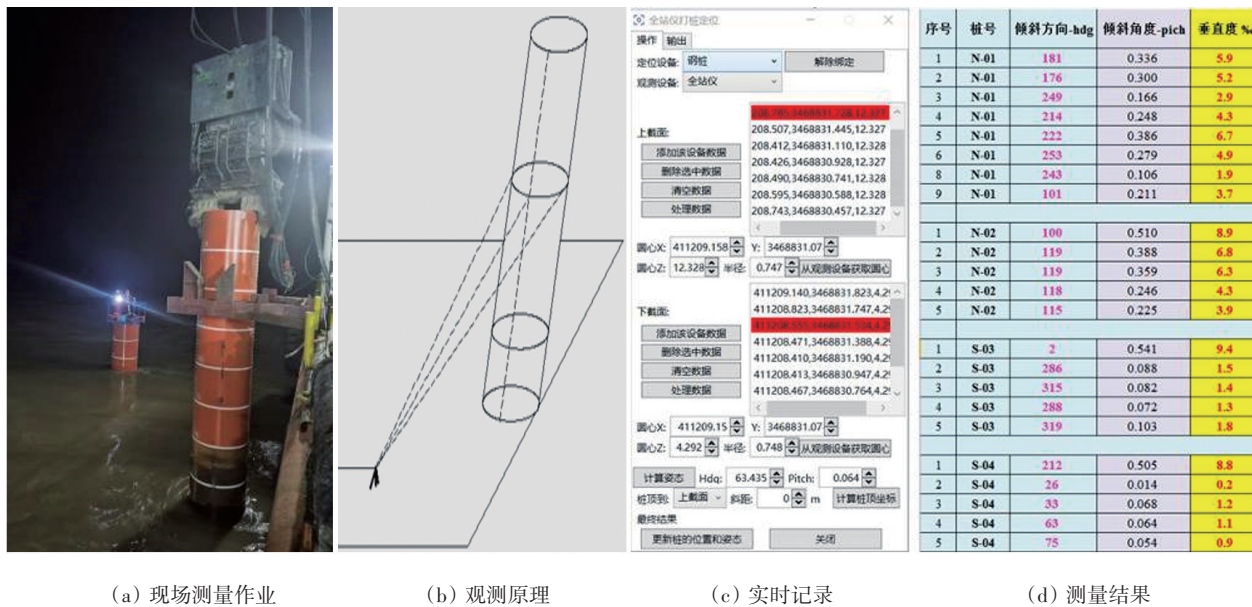 全站仪打桩定位
操作 输出
定位设备: 钢桩 解除绑定
观测设备: 全站仪
上截面:
208.785,3468831.728,12.327
208.507,3468831.445,12.327
208.412,3468831.110,12.328
208.426,3468830.928,12.327
208.490,3468830.741,12.328
208.595,3468830.588,12.328
208.743,3468830.457,12.327
添加该设备数据
删除选中数据
清空数据
处理数据
圆心X: 411209.158 Y: 3468831.07
圆心Z: 12.328 半径: 0.747 从观测设备获取圆心
下截面:
411209.140,3468831.823,4.29
411208.823,3468831.747,4.29
411208.471,3468831.388,4.29
411208.410,3468831.190,4.29
411208.413,3468830.947,4.29
411208.467,3468830.764,4.29
添加该设备数据
删除选中数据
清空数据
处理数据
圆心X: 411209.15 Y: 3468831.07
圆心Z: 4.292 半径: 0.748 从观测设备获取圆心
计算姿态 Hdg: 63.435 Pitch: 0.064
桩顶到: 上截面 斜距: 0 m 计算桩顶坐标
最终结果
更新桩的位置和姿态 关闭
序号 桩号 倾斜方向-hdg 倾斜角度-pich 垂直度 ‰
1 N-01 181 0.336 5.9
2 N-01 176 0.300 5.2
3 N-01 249 0.166 2.9
4 N-01 214 0.248 4.3
5 N-01 222 0.386 6.7
6 N-01 253 0.279 4.9
8 N-01 243 0.106 1.9
9 N-01 101 0.211 3.7
1 N-02 100 0.510 8.9
2 N-02 119 0.388 6.8
3 N-02 119 0.359 6.3
4 N-02 118 0.246 4.3
5 N-02 115 0.225 3.9
1 S-03 2 0.541 9.4
2 S-03 286 0.088 1.5
3 S-03 315 0.082 1.4
4 S-03 288 0.072 1.3
5 S-03 319 0.103 1.8
1 S-04 212 0.505 8.8
2 S-04 26 0.014 0.2
3 S-04 33 0.068 1.2
4 S-04 63 0.064 1.1
5 S-04 75 0.054 0.9
(a) 现场测量作业 (b) 观测原理 (c) 实时记录 (d) 测量结果